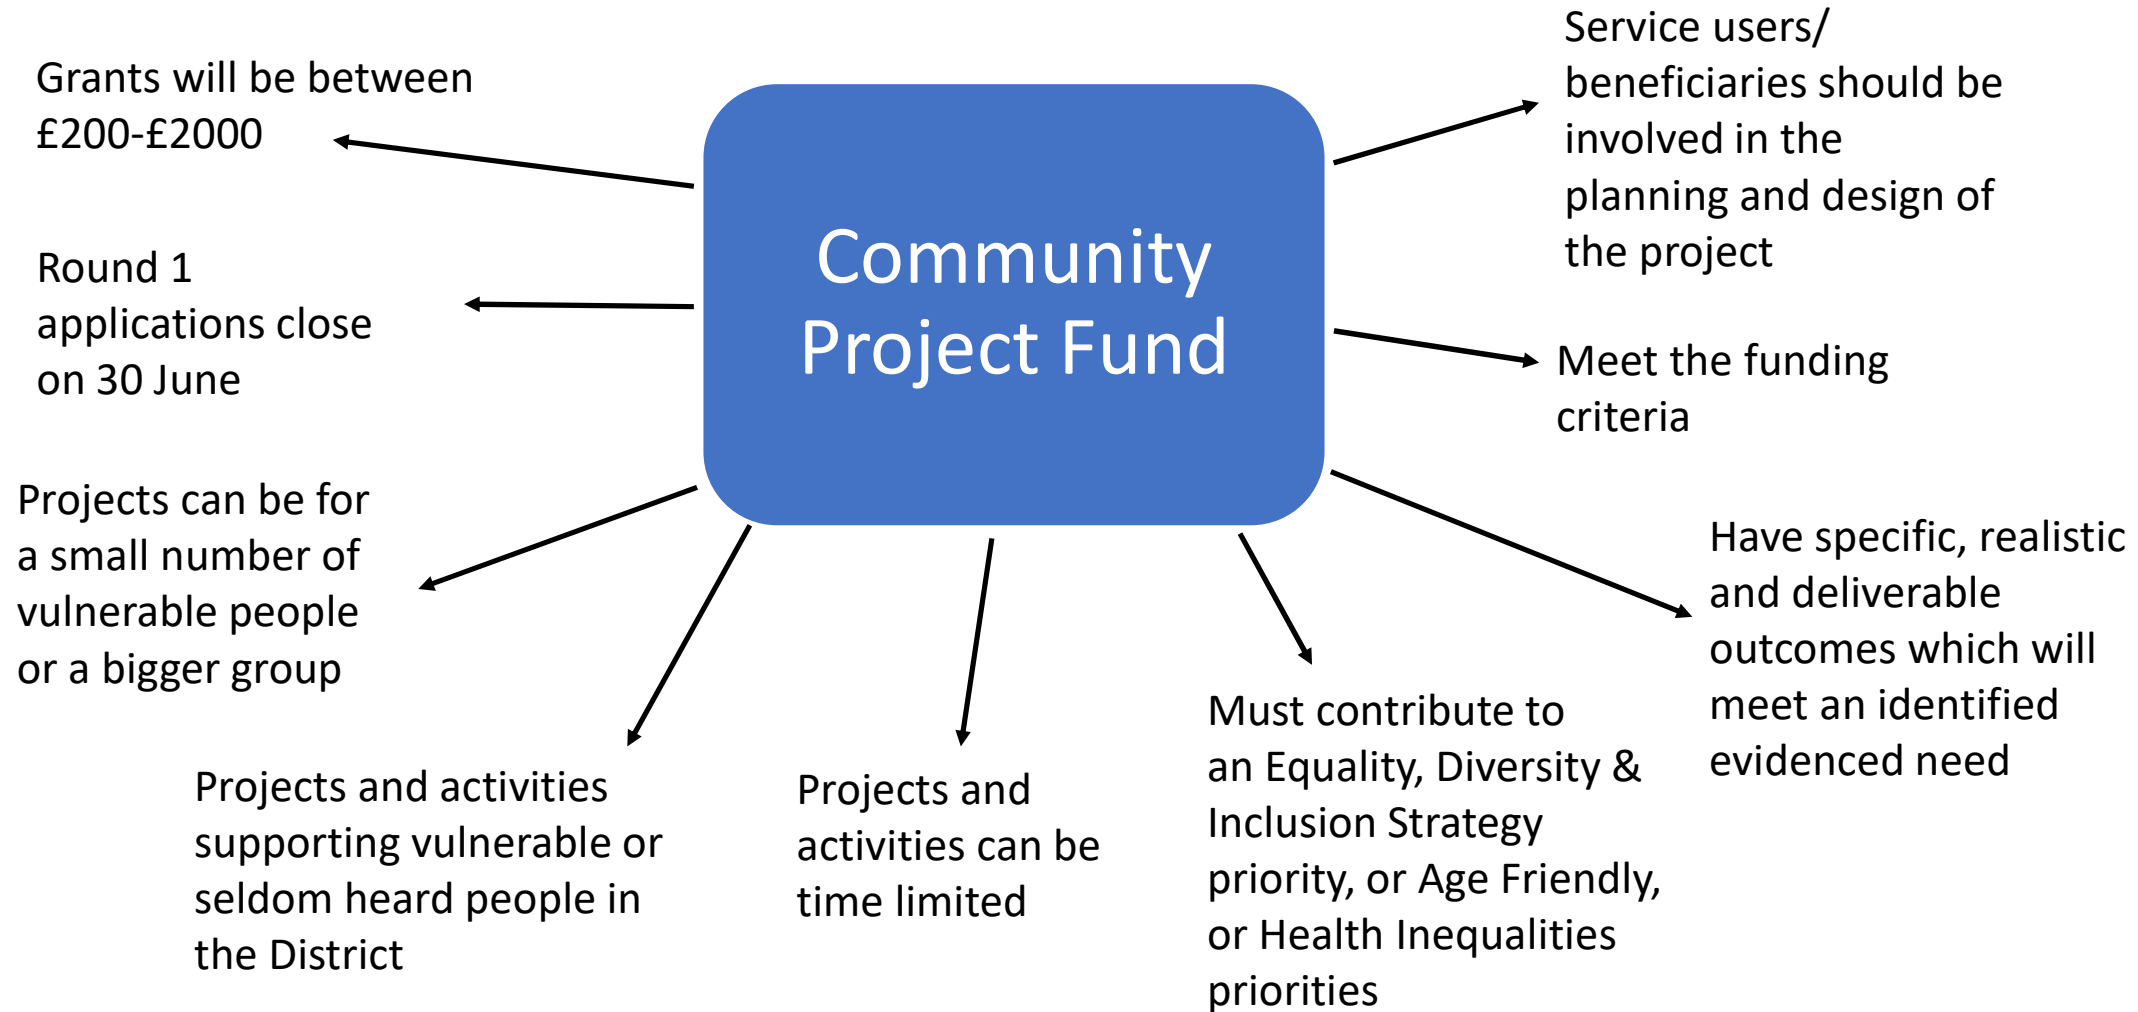 Grants will be between
£200-£2000
Round 1
applications close
on 30 June
Projects can be for
a small number of
vulnerable people
or a bigger group
Projects and activities
supporting vulnerable or
seldom heard people in
the District
Community
Project Fund
Projects and
activities can be
time limited
Must contribute to
an Equality, Diversity &
Inclusion Strategy
priority, or Age Friendly,
or Health Inequalities
priorities
Service users/
beneficiaries should be
involved in the
planning and design of
the project
Meet the funding
criteria
Have specific, realistic
and deliverable
outcomes which will
meet an identified
evidenced need